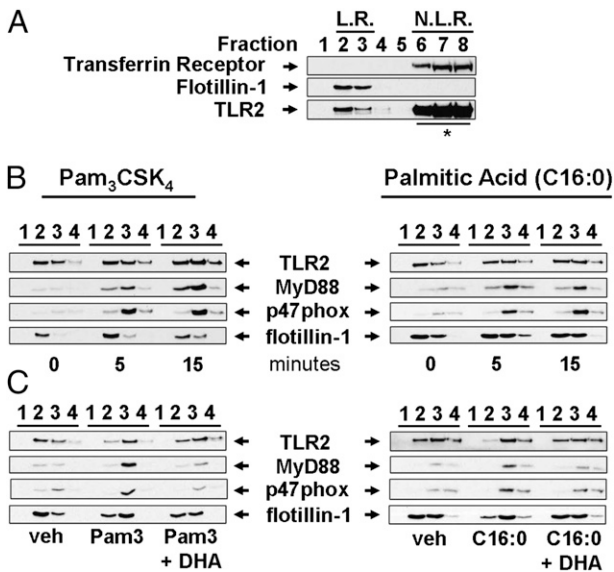 A
L.R. N.L.R.
Fraction 1 2 3 4 5 6 7 8
Transferrin Receptor
Flotillin-1
TLR2
*
B
Pam3CSK4 Palmitic Acid (C16:0)
1 2 3 4 1 2 3 4 1 2 3 4 1 2 3 4 1 2 3 4 1 2 3 4
TLR2
MyD88
p47phox
flotillin-1
0 5 15 minutes 0 5 15
C
1 2 3 4 1 2 3 4 1 2 3 4 1 2 3 4 1 2 3 4 1 2 3 4
TLR2
MyD88
p47phox
flotillin-1
veh Pam3 Pam3 veh C16:0 C16:0
+ DHA + DHA